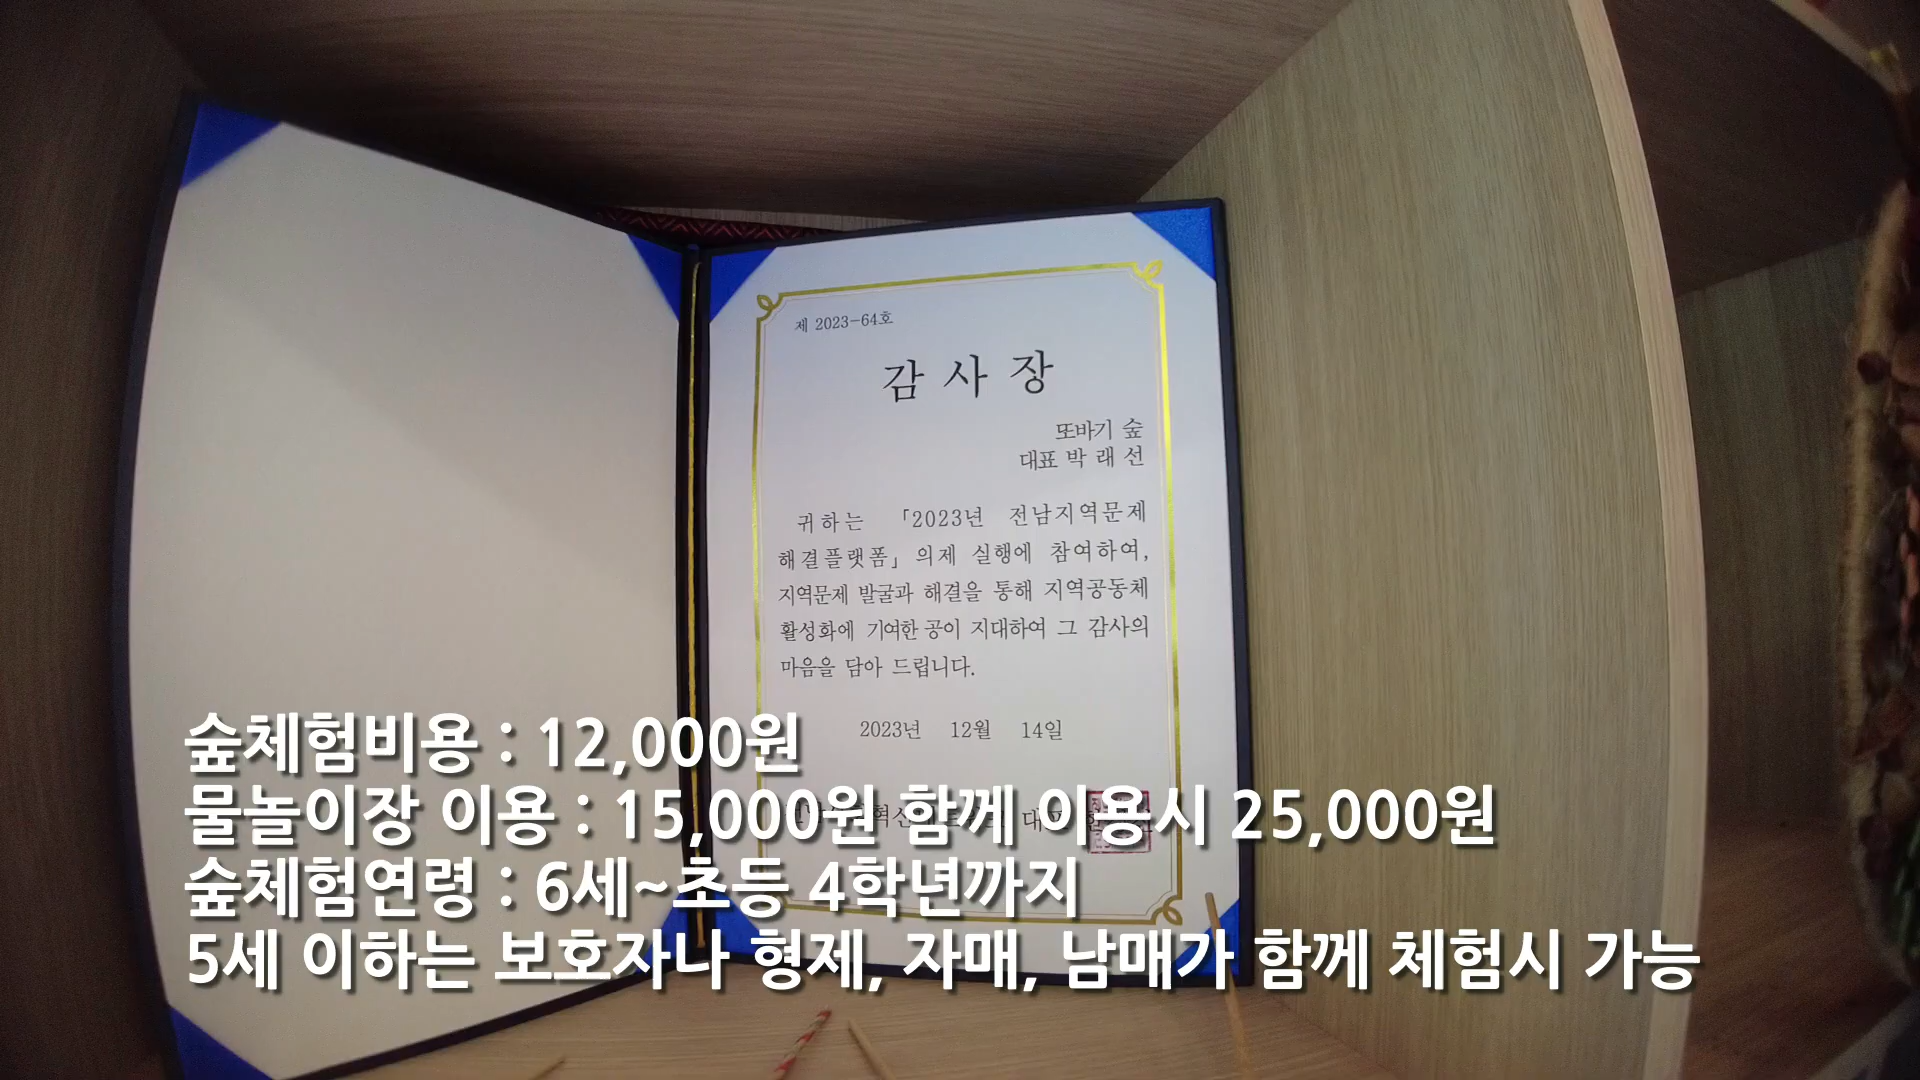 제 2023-64호
감 사 장
또바기 숲
대표 박 래 선
귀하는 「2023년 전남지역문제
해결플랫폼」 의제 실행에 참여하여,
지역문제 발굴과 해결을 통해 지역공동체
활성화에 기여한 공이 지대하여 그 감사의
마음을 담아 드립니다.
2023년 12월 14일
숲체험비용 : 12,000원
물놀이장 이용 : 15,000원 함께 이용시 25,000원
숲체험연령 : 6세~초등 4학년까지
5세 이하는 보호자나 형제, 자매, 남매가 함께 체험시 가능